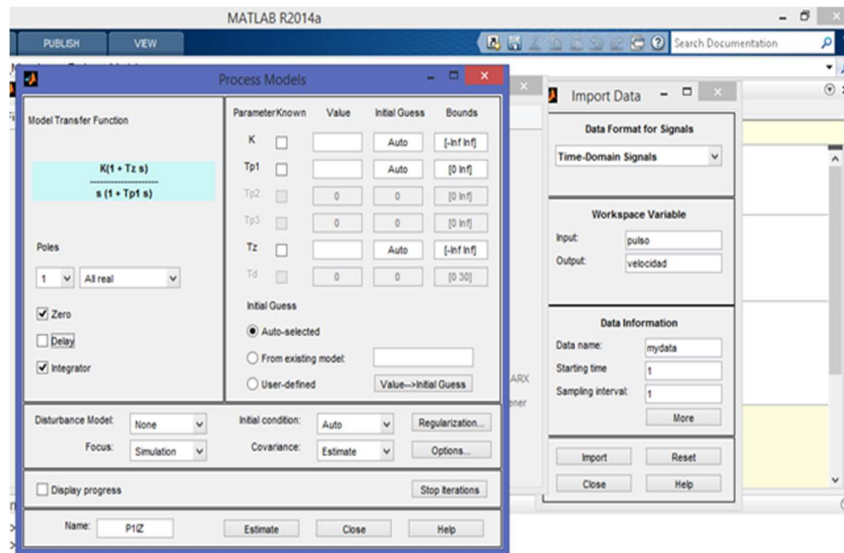 MATLAB R2014a
PUBLISH VIEW
Search Documentation
Process Models
Model Transfer Function
K(1 + Tz s)
s (1 + Tp1 s)
Poles
1 All real
Zero
Delay
Integrator
Parameter Known Value Initial Guess Bounds
K Auto [-Inf Inf]
Tp1 Auto [0 Inf]
Tp2 0 0 [0 Inf]
Tp3 0 0 [0 Inf]
Tz Auto [-Inf Inf]
Td 0 0 [0 30]
Initial Guess
Auto-selected
From existing model:
User-defined Value-->Initial Guess
Disturbance Model: None Initial condition: Auto Regularization...
Focus: Simulation Covariance: Estimate Options...
Display progress Stop Iterations
Name: P1IZ Estimate Close Help
Import Data
Data Format for Signals
Time-Domain Signals
Workspace Variable
Input: pulso
Output: velocidad
Data Information
Data name: mydata
Starting time 1
Sampling interval: 1
More
Import Reset
Close Help
ARX